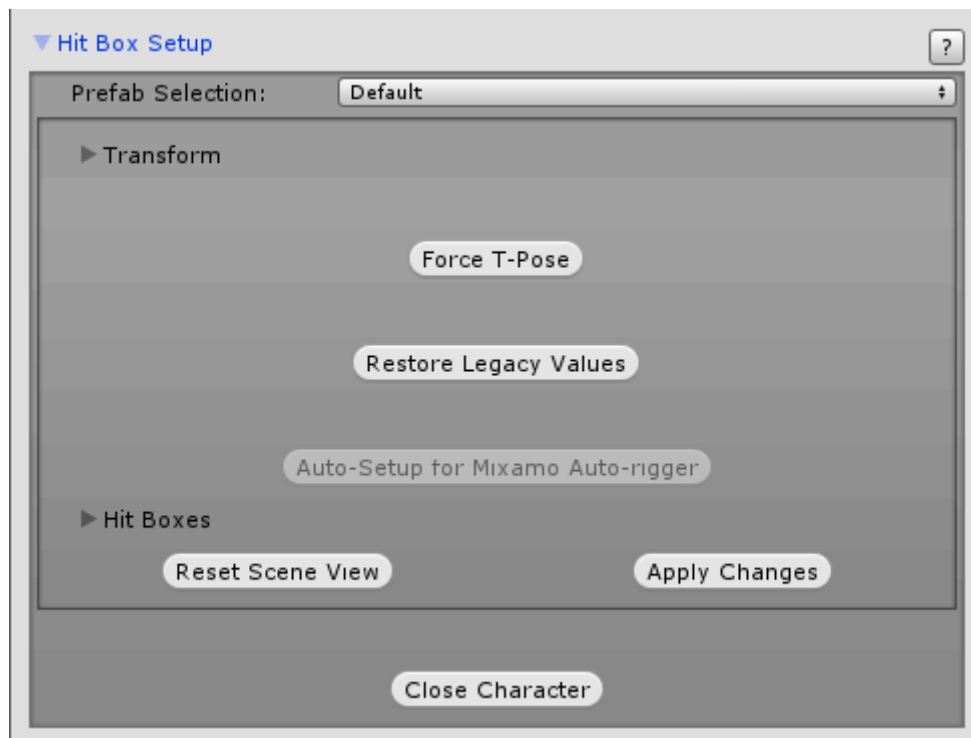 Hit Box Setup
?
Prefab Selection: Default
Transform
Force T-Pose
Restore Legacy Values
Auto-Setup for Mixamo Auto-rigger
Hit Boxes
Reset Scene View Apply Changes
Close Character